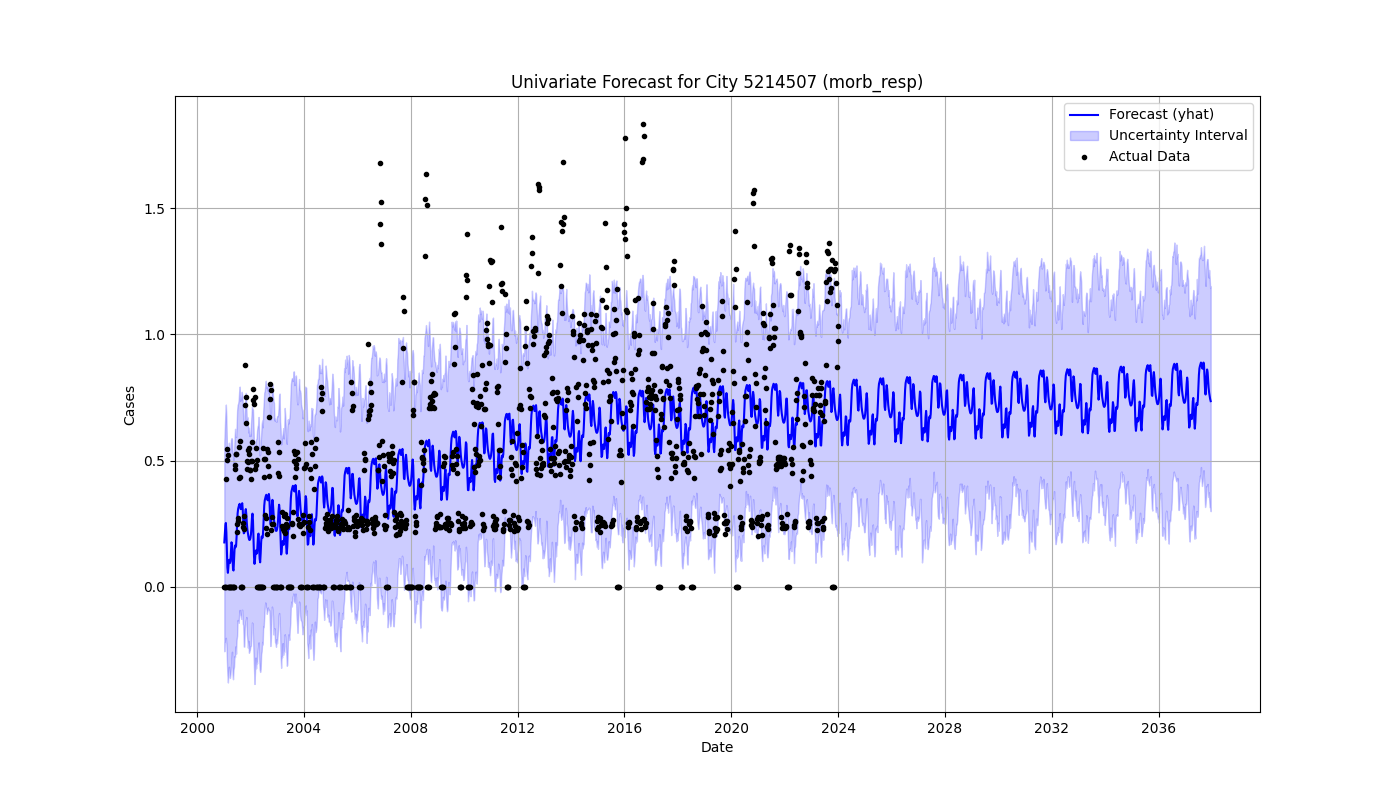 Univariate Forecast for City 5214507 (morb_resp)
Forecast (yhat)
Uncertainty Interval
Actual Data
Cases
1.5
1.0
0.5
0.0
2000 2004 2008 2012 2016 2020 2024 2028 2032 2036
Date